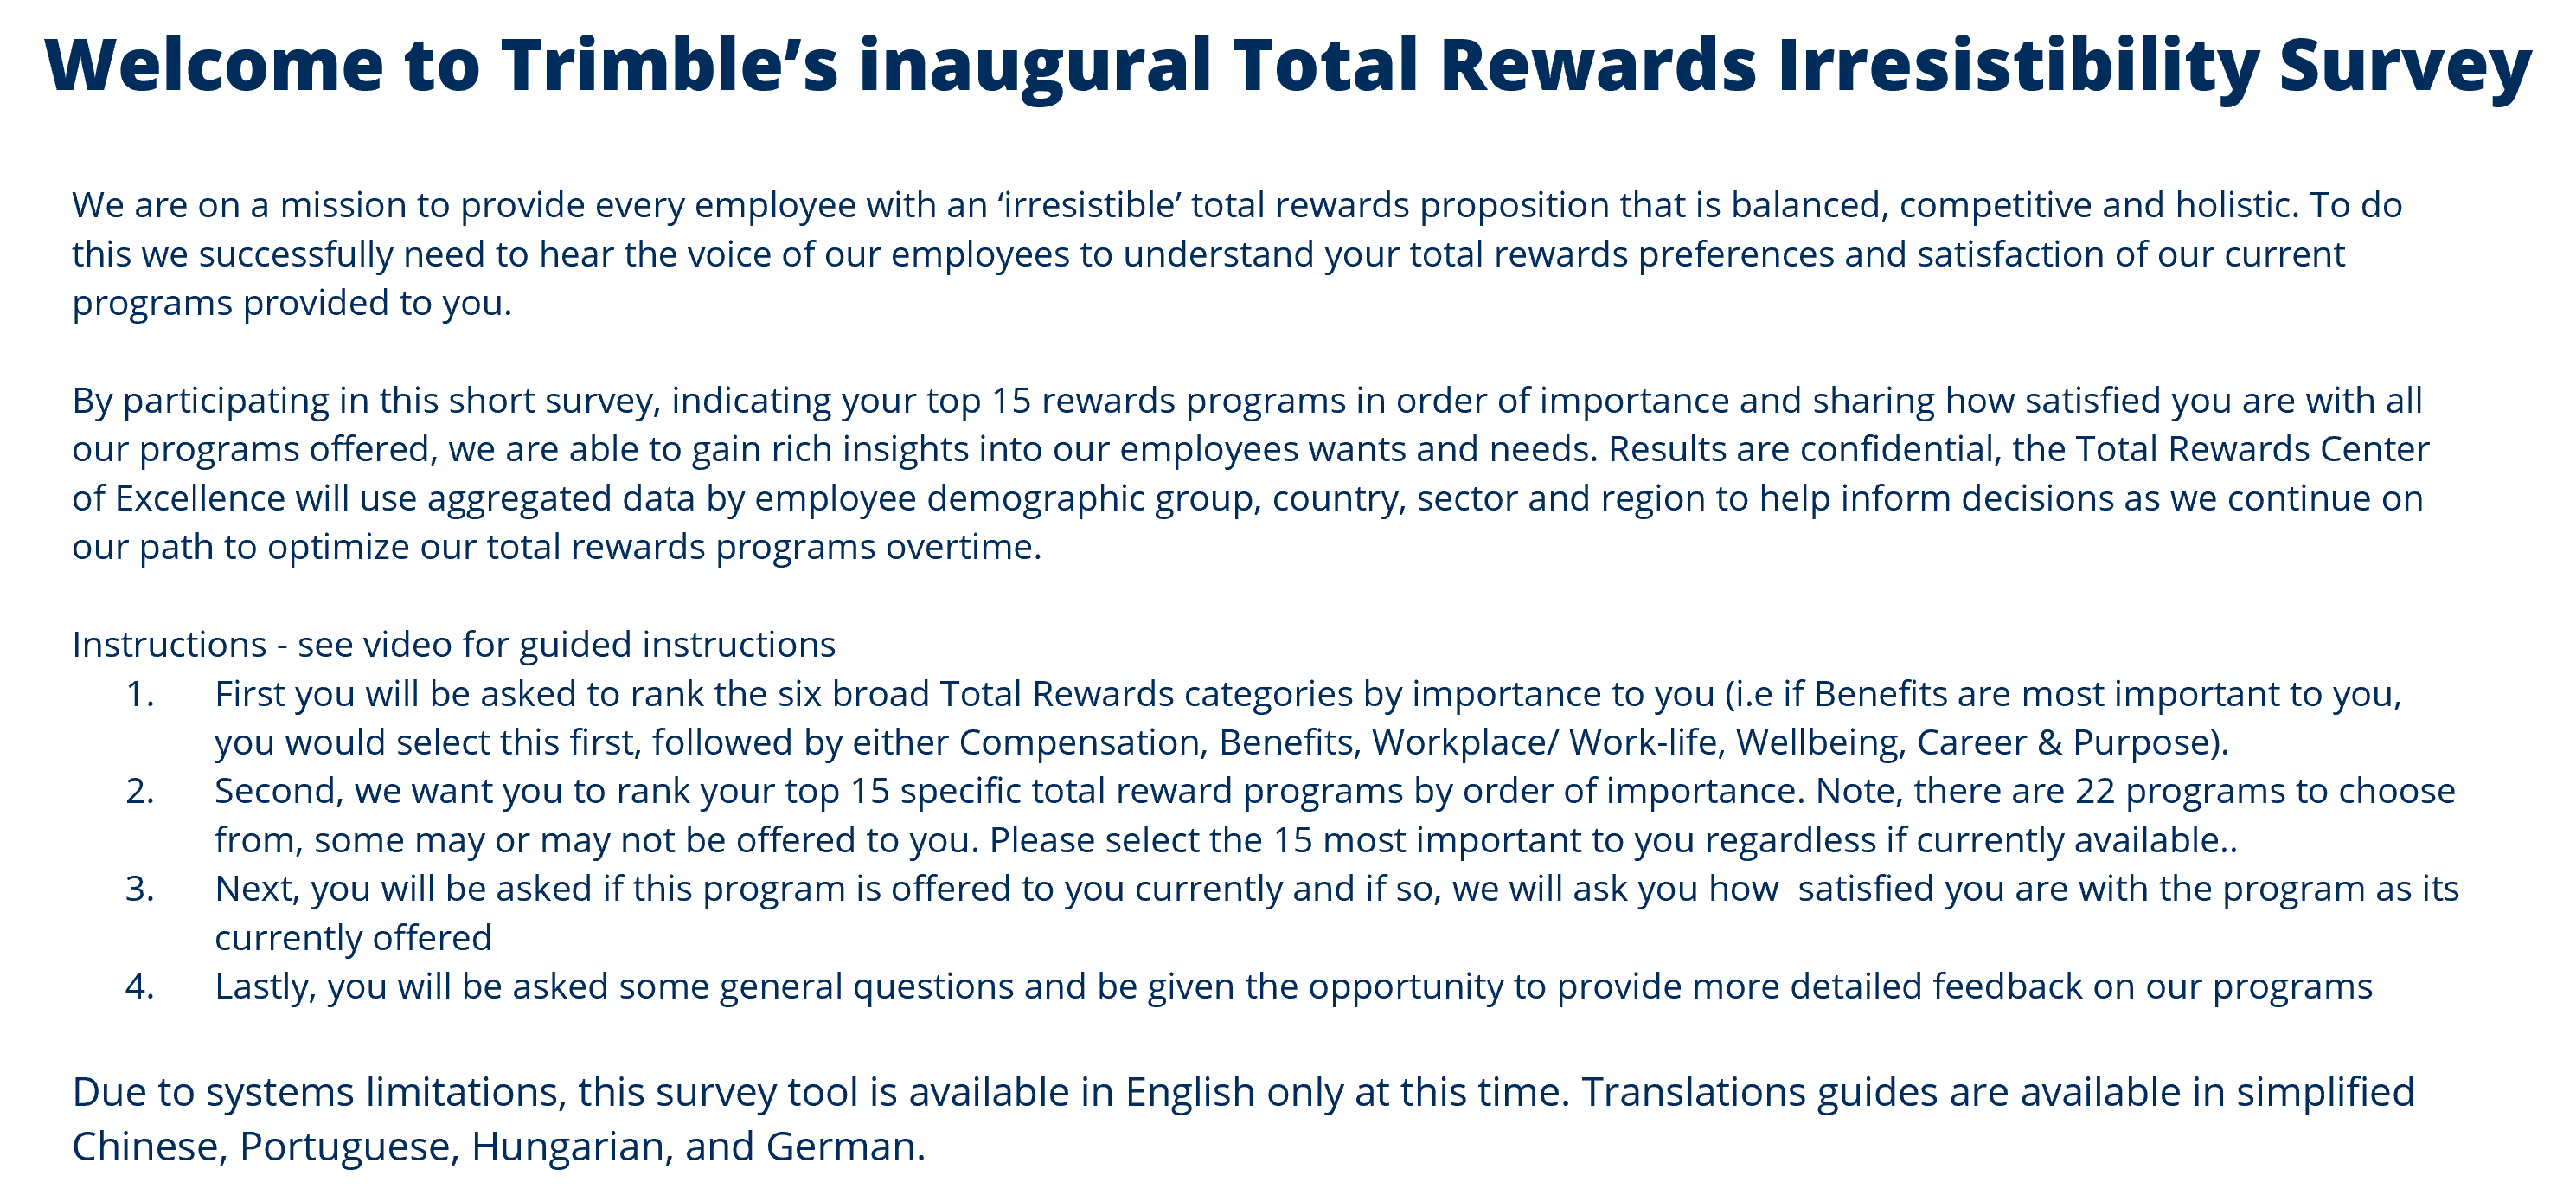 Welcome to Trimble’s inaugural Total Rewards Irresistibility Survey
We are on a mission to provide every employee with an ‘irresistible’ total rewards proposition that is balanced, competitive and holistic. To do
this we successfully need to hear the voice of our employees to understand your total rewards preferences and satisfaction of our current
programs provided to you.
By participating in this short survey, indicating your top 15 rewards programs in order of importance and sharing how satisfied you are with all
our programs offered, we are able to gain rich insights into our employees wants and needs. Results are confidential, the Total Rewards Center
of Excellence will use aggregated data by employee demographic group, country, sector and region to help inform decisions as we continue on
our path to optimize our total rewards programs overtime.
Instructions - see video for guided instructions
1. First you will be asked to rank the six broad Total Rewards categories by importance to you (i.e if Benefits are most important to you,
you would select this first, followed by either Compensation, Benefits, Workplace/ Work-life, Wellbeing, Career & Purpose).
2. Second, we want you to rank your top 15 specific total reward programs by order of importance. Note, there are 22 programs to choose
from, some may or may not be offered to you. Please select the 15 most important to you regardless if currently available..
3. Next, you will be asked if this program is offered to you currently and if so, we will ask you how  satisfied you are with the program as its
currently offered
4. Lastly, you will be asked some general questions and be given the opportunity to provide more detailed feedback on our programs
Due to systems limitations, this survey tool is available in English only at this time. Translations guides are available in simplified
Chinese, Portuguese, Hungarian, and German.